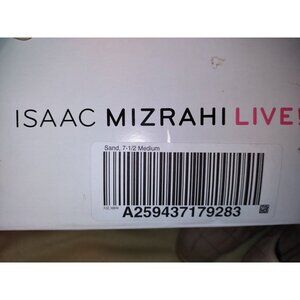 ISAAC MIZRAHI LIVE!
Sand, 7-1/2 Medium
A259437179283